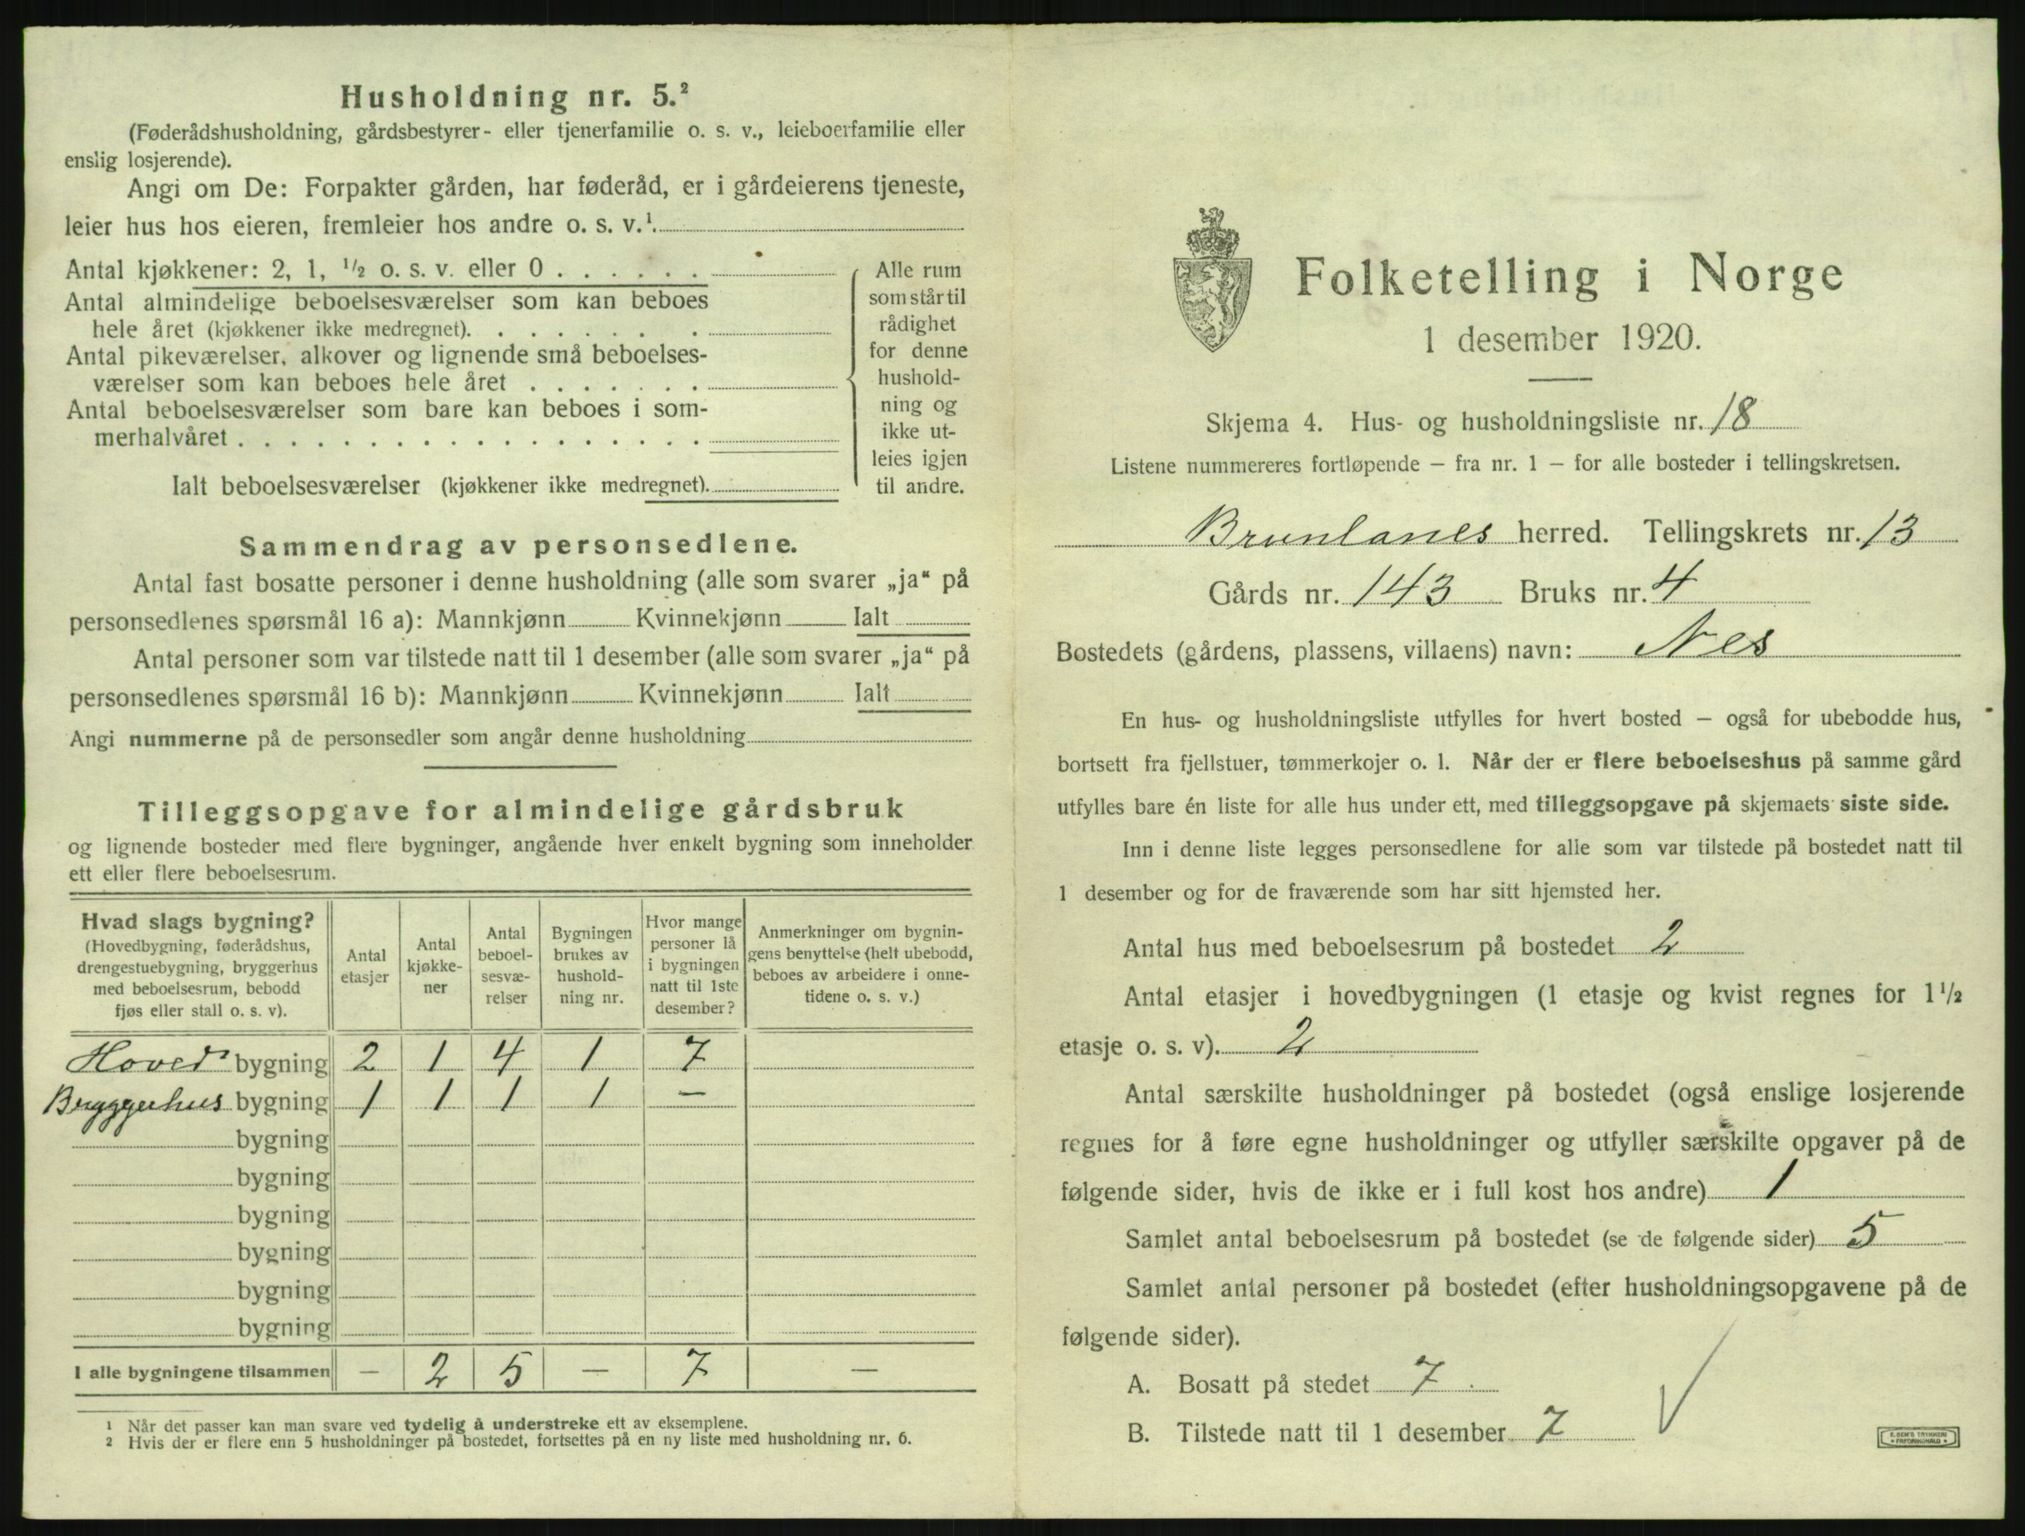 Husholdning nr. 5.²
(Føderådshusholdning, gårdsbestyrer- eller tjenerfamilie o. s. v., leieboerfamilie eller
enslig losjerende).
Angi om De: Forpakter gården, har føderåd, er i gårdeierens tjeneste,
leier hus hos eieren, fremleier hos andre o. s. v.¹
Antal kjøkkener: 2, 1, ½ o. s. v. eller 0 . . . . . .
Antal almindelige beboelsesværelser som kan beboes
hele året (kjøkkener ikke medregnet). . . . . . . .
Antal pikeværelser, alkover og lignende små beboelses-
værelser som kan beboes hele året . . . . . . .
Antal beboelsesværelser som bare kan beboes i som-
merhalvåret . . . . . . . . . . . . . . . . . .
Ialt beboelsesværelser (kjøkkener ikke medregnet).
Alle rum
som står til
rådighet
for denne
hushold-
ning og
ikke ut-
leies igjen
til andre.
Sammendrag av personsedlene.
Antal fast bosatte personer i denne husholdning (alle som svarer „ja“ på
personsedlenes spørsmål 16 a): Mannkjønn Kvinnekjønn Ialt
Antal personer som var tilstede natt til 1 desember (alle som svarer „ja“ på
personsedlenes spørsmål 16 b): Mannkjønn Kvinnekjønn Ialt
Angi nummerne på de personsedler som angår denne husholdning
Tilleggsopgave for almindelige gårdsbruk
og lignende bosteder med flere bygninger, angående hver enkelt bygning som inneholder
ett eller flere beboelsesrum.
Hvad slags bygning?
(Hovedbygning, føderådshus,
drengestuebygning, bryggerhus
med beboelsesrum, bebodd
fjøs eller stall o. s. v).
Antal
etasjer
Antal
kjøkke-
ner
Antal
beboel-
sesvæ-
relser
Bygningen
brukes av
hushold-
ning nr.
Hvor mange
personer lå
i bygningen
natt til 1ste
desember?
Anmerkninger om bygnin-
gens benyttelse (helt ubebodd,
beboes av arbeidere i onne-
tidene o. s. v.)
Hoved bygning 2 1 4 1 7
Bryggerhus bygning 1 1 1 1 —
bygning
bygning
bygning
bygning
bygning
bygning
I alle bygningene tilsammen — 2 5 — 7 —
¹ Når det passer kan man svare ved tydelig å understreke ett av eksemplene.
² Hvis der er flere enn 5 husholdninger på bostedet, fortsettes på en ny liste med husholdning nr. 6.
Folketelling i Norge
1 desember 1920.
Skjema 4. Hus- og husholdningsliste nr. 18
Listene nummereres fortløpende — fra nr. 1 — for alle bosteder i tellingskretsen.
Brunlanes herred. Tellingskrets nr. 13
Gårds nr. 143 Bruks nr. 4
Bostedets (gårdens, plassens, villaens) navn: Nes
En hus- og husholdningsliste utfylles for hvert bosted — også for ubebodde hus,
bortsett fra fjellstuer, tømmerkojer o. l. Når der er flere beboelseshus på samme gård
utfylles bare én liste for alle hus under ett, med tilleggsopgave på skjemaets siste side.
Inn i denne liste legges personsedlene for alle som var tilstede på bostedet natt til
1 desember og for de fraværende som har sitt hjemsted her.
Antal hus med beboelsesrum på bostedet 2
Antal etasjer i hovedbygningen (1 etasje og kvist regnes for 1½
etasje o. s. v). 2
Antal særskilte husholdninger på bostedet (også enslige losjerende
regnes for å føre egne husholdninger og utfyller særskilte opgaver på de
følgende sider, hvis de ikke er i full kost hos andre) 1
Samlet antal beboelsesrum på bostedet (se de følgende sider) 5
Samlet antal personer på bostedet (efter husholdningsopgavene på de
følgende sider).
A. Bosatt på stedet 7
B. Tilstede natt til 1 desember 7